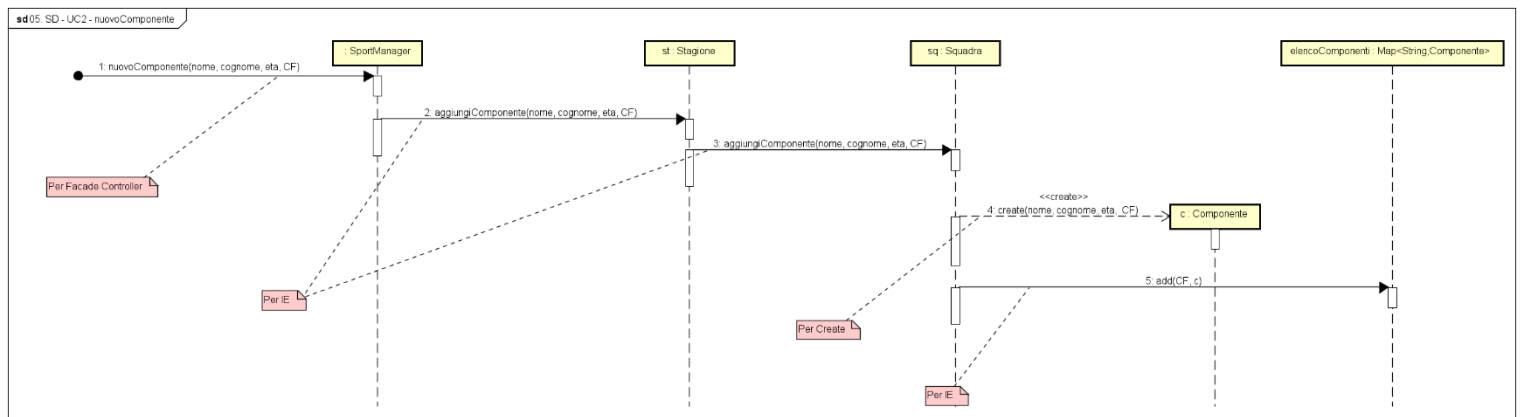 sd 05. SD - UC2 - nuovoComponente
: SportManager
st : Stagione
sq : Squadra
elencoComponenti : Map<String,Componente>
1: nuovoComponente(nome, cognome, eta, CF)
2: aggiungiComponente(nome, cognome, eta, CF)
3: aggiungiComponente(nome, cognome, eta, CF)
Per Facade Controller
<<create>>
4: create(nome, cognome, eta, CF)
c : Componente
5: add(CF, c)
Per IE
Per Create
Per IE